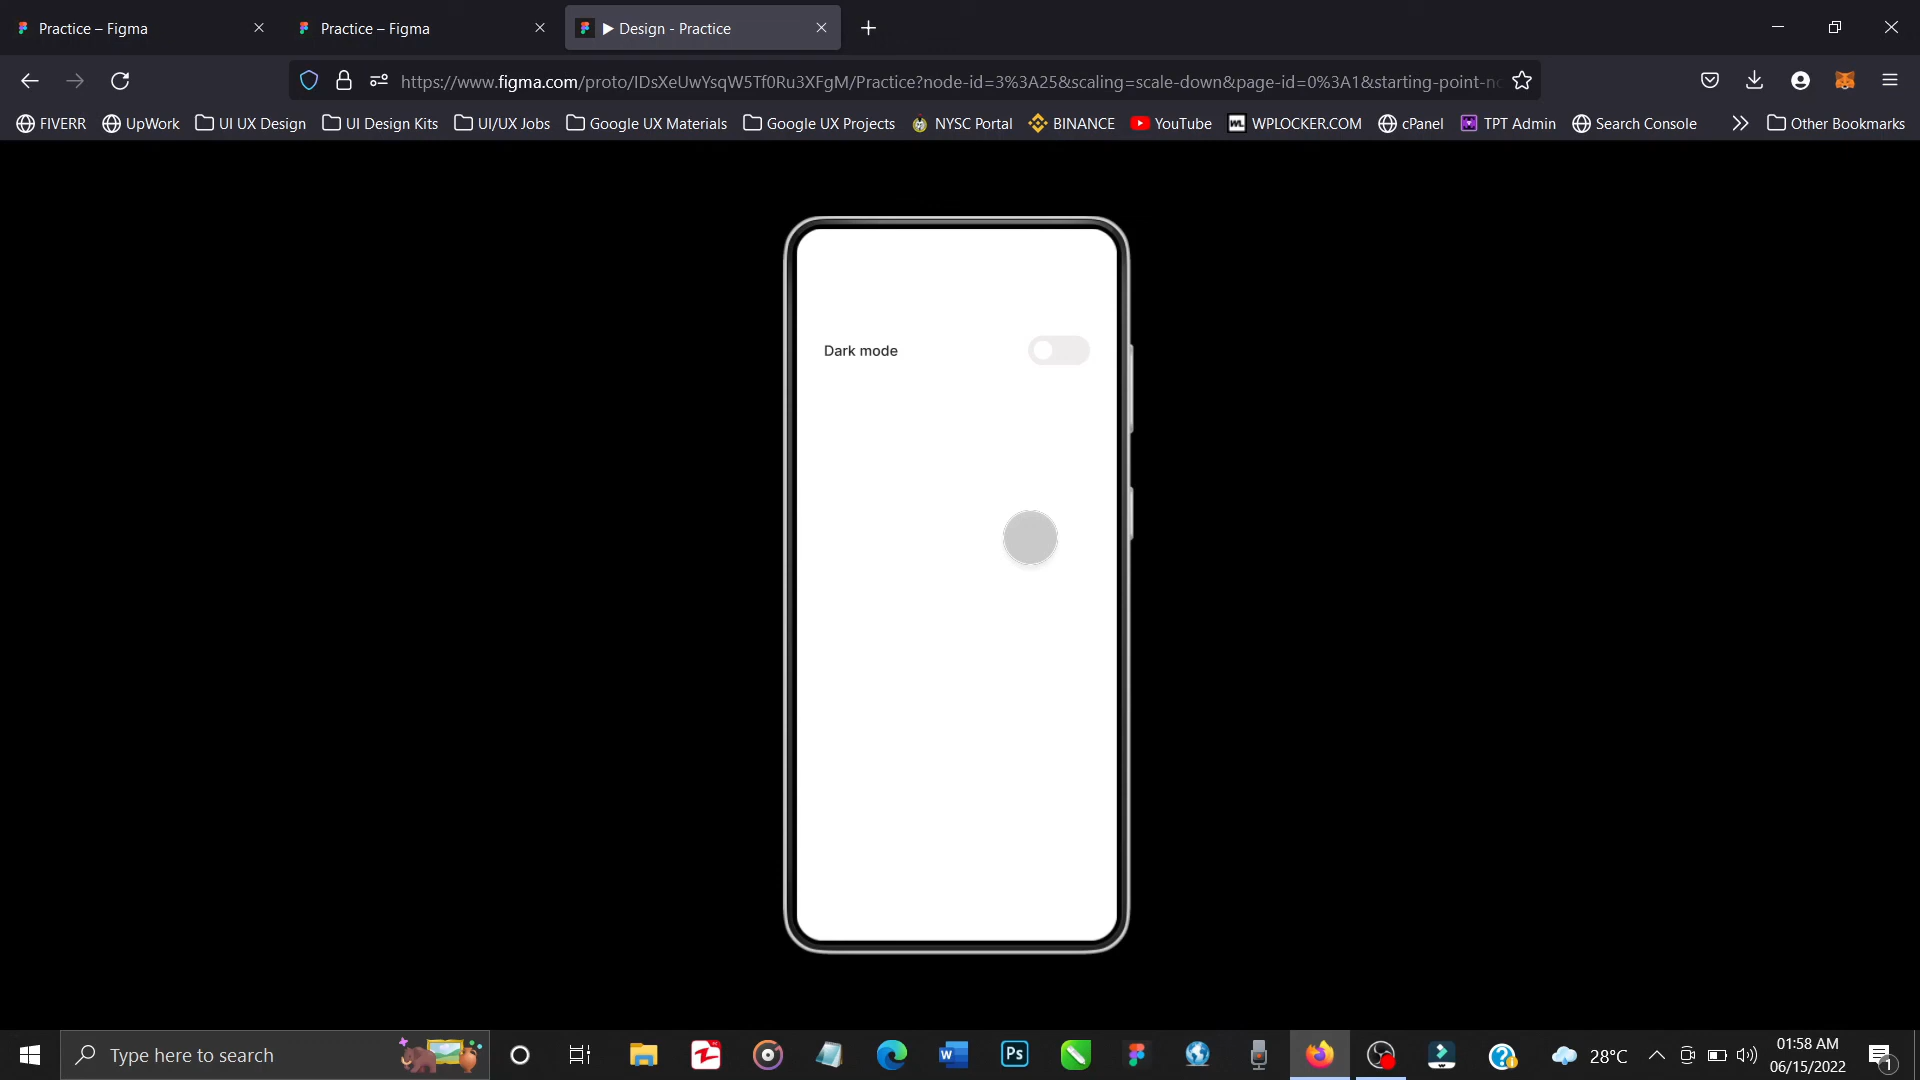 Practice – Figma
Practice – Figma
▶ Design - Practice
https://www.figma.com/proto/IDsXeUwYsqW5Tf0Ru3XFgM/Practice?node-id=3%3A25&scaling=scale-down&page-id=0%3A1&starting-point-n
FIVERR
UpWork
UI UX Design
UI Design Kits
UI/UX Jobs
Google UX Materials
Google UX Projects
NYSC Portal
BINANCE
YouTube
WPLOCKER.COM
cPanel
TPT Admin
Search Console
Other Bookmarks
Dark mode
Type here to search
Ps
28°C
01:58 AM
06/15/2022
1